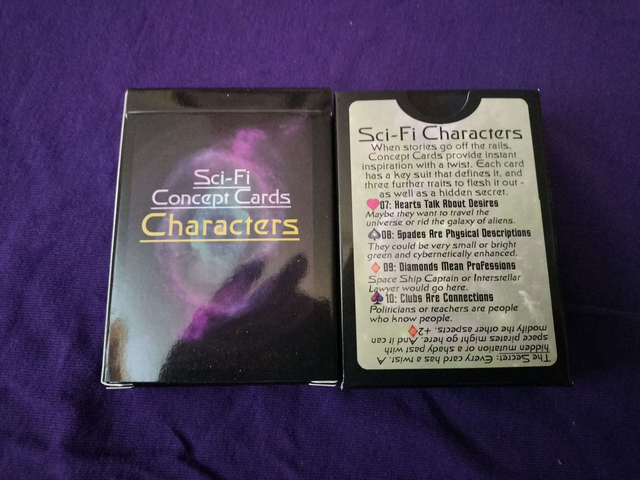 Sci-Fi
Concept Cards
Characters
Sci-Fi Characters
When stories go off the rails,
Concept Cards provide instant
inspiration with a twist. Each card
has a key suit that defines it, and
three further traits to flesh it out -
as well as a hidden secret.
07: Hearts Talk About Desires
Maybe they want to travel the
universe or rid the galaxy of aliens.
08: Spades Are Physical Descriptions
They could be very small or bright
green and cybernetically enhanced.
09: Diamonds Mean Professions
Space Ship Captain or Interstellar
Lawyer would go here.
10: Clubs Are Connections
Politicians or teachers are people
who know people.
The Secret: Every card has a twist. A
hidden mutation or a shady past with
space pirates might go here. And it can
modify the other aspects. +2